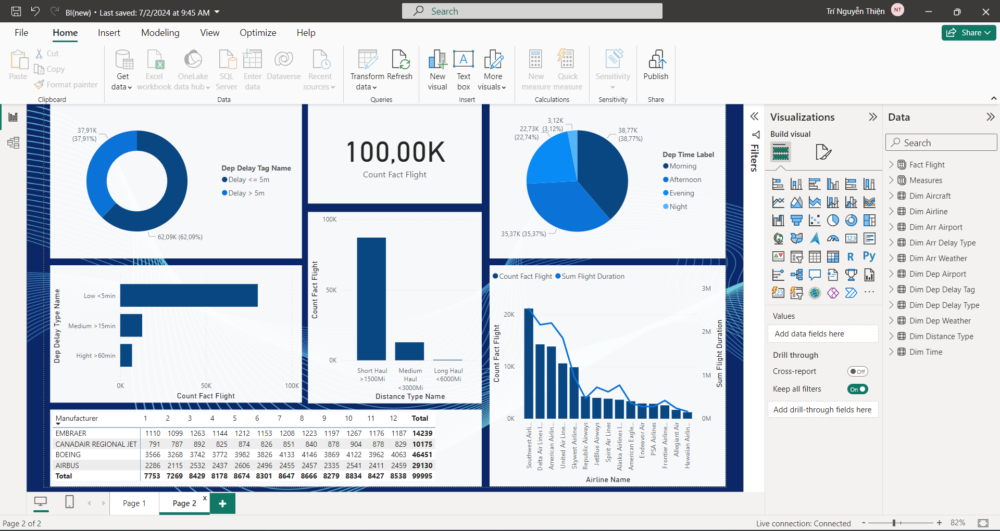 BI(new) • Last saved: 7/2/2024 at 9:45 AM
Search
Trí Nguyễn Thiện
NT
File
Home
Insert
Modeling
View
Optimize
Help
Share
Paste
Cut
Copy
Format painter
Clipboard
Get data
Excel workbook
OneLake data hub
SQL Server
Enter data
Dataverse
Recent sources
Data
Transform data
Refresh
Queries
New visual
Text box
More visuals
Insert
New measure
Quick measure
Calculations
Sensitivity
Sensitivity
Publish
Share
37,91K
(37,91%)
62,09K (62,09%)
Dep Delay Tag Name
Delay <= 5m
Delay > 5m
100,00K
Count Fact Flight
3,12K
(3,12%)
22,73K
(22,74%)
38,77K
(38,77%)
35,37K (35,37%)
Dep Time Label
Morning
Afternoon
Evening
Night
Dep Delay Type Name
Low <5min
Medium >15min
Hight >60min
0K
50K
100K
Count Fact Flight
Count Fact Flight
100K
50K
0K
Short Haul >1500Mi
Medium Haul <3000Mi
Long Haul <6000Mi
Distance Type Name
Count Fact Flight
Sum Flight Duration
Count Fact Flight
20K
10K
0K
3M
2M
1M
0M
Sum Flight Duration
Southwest Airli...
Delta Air Lines I...
American Airlin...
United Air Line...
Skywest Airline...
Republic Airways
JetBlue Airways
Spirit Air Lines
Alaska Airlines I...
American Eagle...
Endeavor Air
PSA Airlines
Frontier Airline...
Allegiant Air
Hawaiian Airlin...
Airline Name
Manufacturer 1 2 3 4 5 6 7 8 9 10 11 12 Total
EMBRAER 1110 1099 1263 1144 1212 1153 1208 1223 1197 1267 1176 1187 14239
CANADAIR REGIONAL JET 791 787 892 825 874 826 851 840 878 904 878 829 10175
BOEING 3566 3268 3742 3772 3982 3826 4133 4146 3869 4122 3962 4063 46451
AIRBUS 2286 2115 2532 2437 2606 2496 2455 2457 2335 2541 2411 2459 29130
Total 7753 7269 8429 8178 8674 8301 8647 8666 8279 8834 8427 8538 99995
Filters
Visualizations
Build visual
123
R
Py
123
Values
Add data fields here
Drill through
Cross-report
Off
Keep all filters
On
Add drill-through fields here
Data
Search
Fact Flight
Measures
Dim Aircraft
Dim Airline
Dim Arr Airport
Dim Arr Delay Type
Dim Arr Weather
Dim Dep Airport
Dim Dep Delay Tag
Dim Dep Delay Type
Dim Dep Weather
Dim Distance Type
Dim Time
Page 1
Page 2
x
+
Page 2 of 2
Live connection: Connected
- + 82%